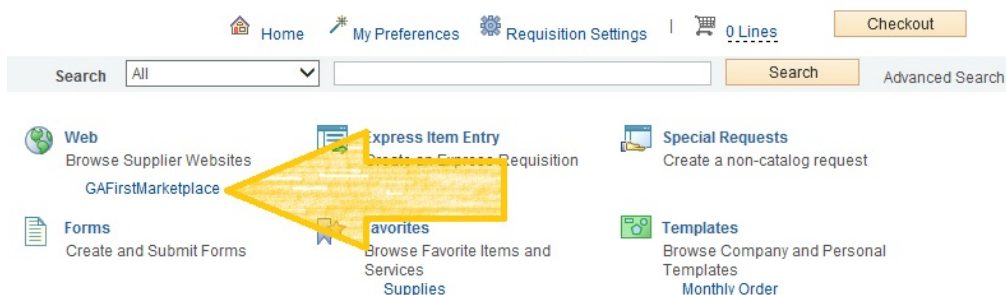 Home My Preferences Requisition Settings | 0 Lines Checkout
Search All Search Advanced Search
Web Express Item Entry Special Requests
Browse Supplier Websites Create an Express Requisition Create a non-catalog request
GAFirstMarketplace
Forms Favorites Templates
Create and Submit Forms Browse Favorite Items and Browse Company and Personal
Services Templates
Supplies Monthly Order